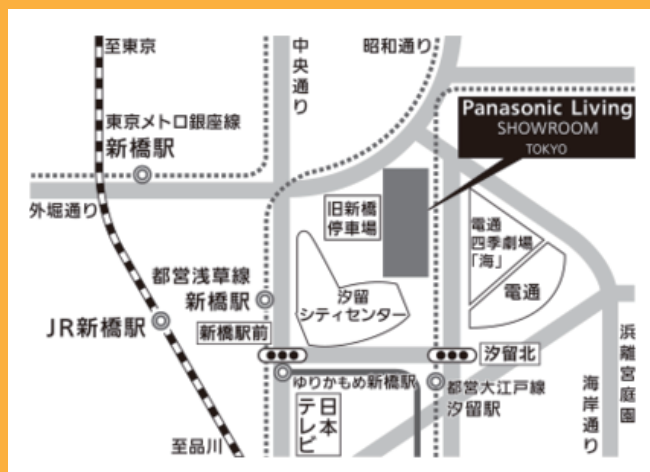 至東京
中央通り
昭和通り
Panasonic Living
SHOWROOM
TOKYO
東京メトロ銀座線
新橋駅
外堀通り
旧新橋
停車場
電通
四季劇場
「海」
電通
都営浅草線
新橋駅
汐留
シティセンター
JR新橋駅
新橋駅前
汐留北
ゆりかもめ新橋駅
都営大江戸線
汐留駅
日本
テレビ
海岸通り
浜離宮庭園
至品川